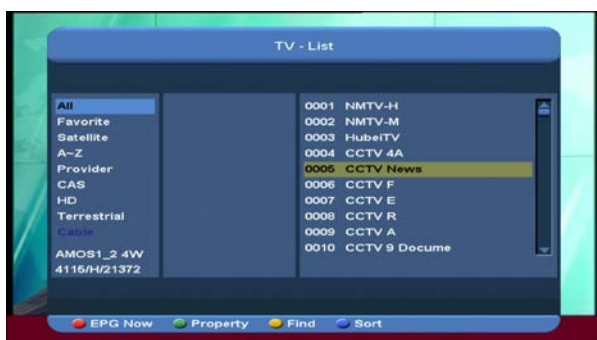 TV - List
All
Favorite
Satellite
A~Z
Provider
CAS
HD
Terrestrial
Cable
AMOS1_2 4W
4115/H/21372
0001 NMTV-H
0002 NMTV-M
0003 HubeiTV
0004 CCTV 4A
0005 CCTV News
0006 CCTV F
0007 CCTV E
0008 CCTV R
0009 CCTV A
0010 CCTV 9 Docume
EPG Now Property Find Sort